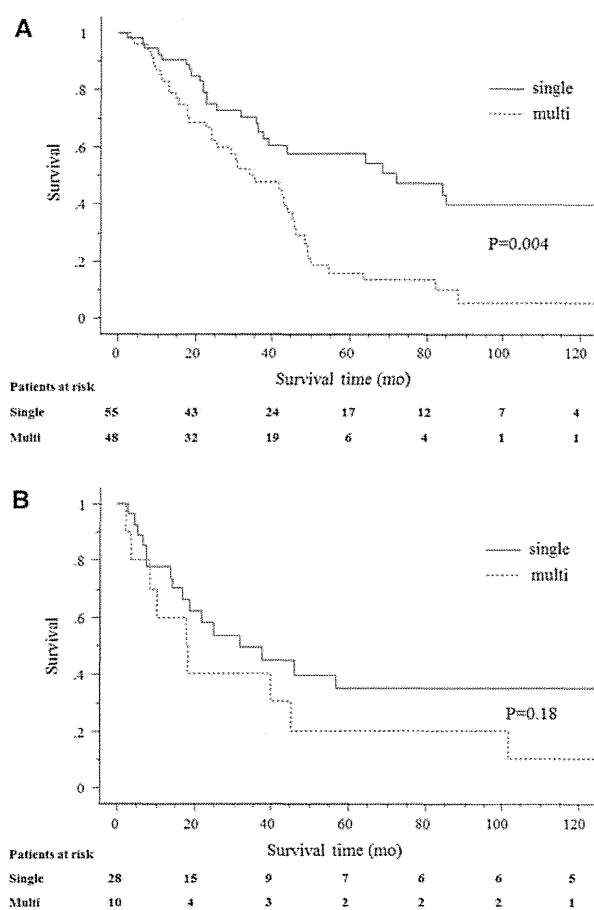 A
1
.8
.6
.4
.2
0
Survival
single
multi
P=0.004
0 20 40 60 80 100 120
Survival time (mo)
Patients at risk
Single 55 43 24 17 12 7 4
Multi 48 32 19 6 4 1 1
B
1
.8
.6
.4
.2
0
Survival
single
multi
P=0.18
0 20 40 60 80 100 120
Survival time (mo)
Patients at risk
Single 28 15 9 7 6 6 5
Multi 10 4 3 2 2 2 1